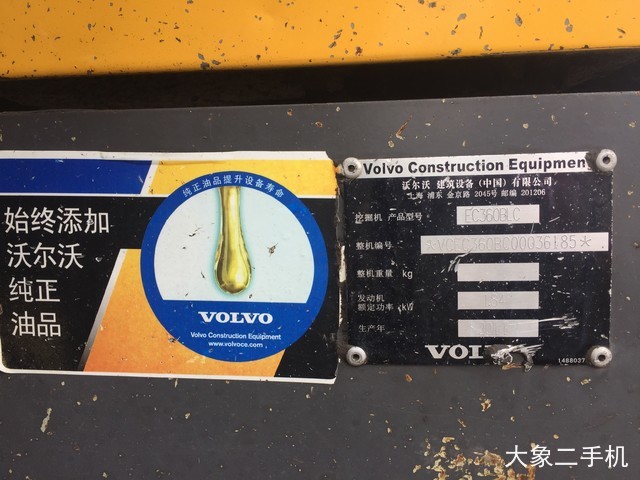 始终添加
沃尔沃
纯正
油品
纯正油品提升设备寿命
VOLVO
Volvo Construction Equipment
www.volvoce.com
Volvo Construction Equipmen
沃尔沃 建筑设备(中国)有限公司
上海 浦东 金京路 2045号 邮编 201206
挖掘机 产品型号 EC360BLC
整机编号
整机重量 kg
发动机
额定功率 kW
生产年
VOL
1488037
大象二手机